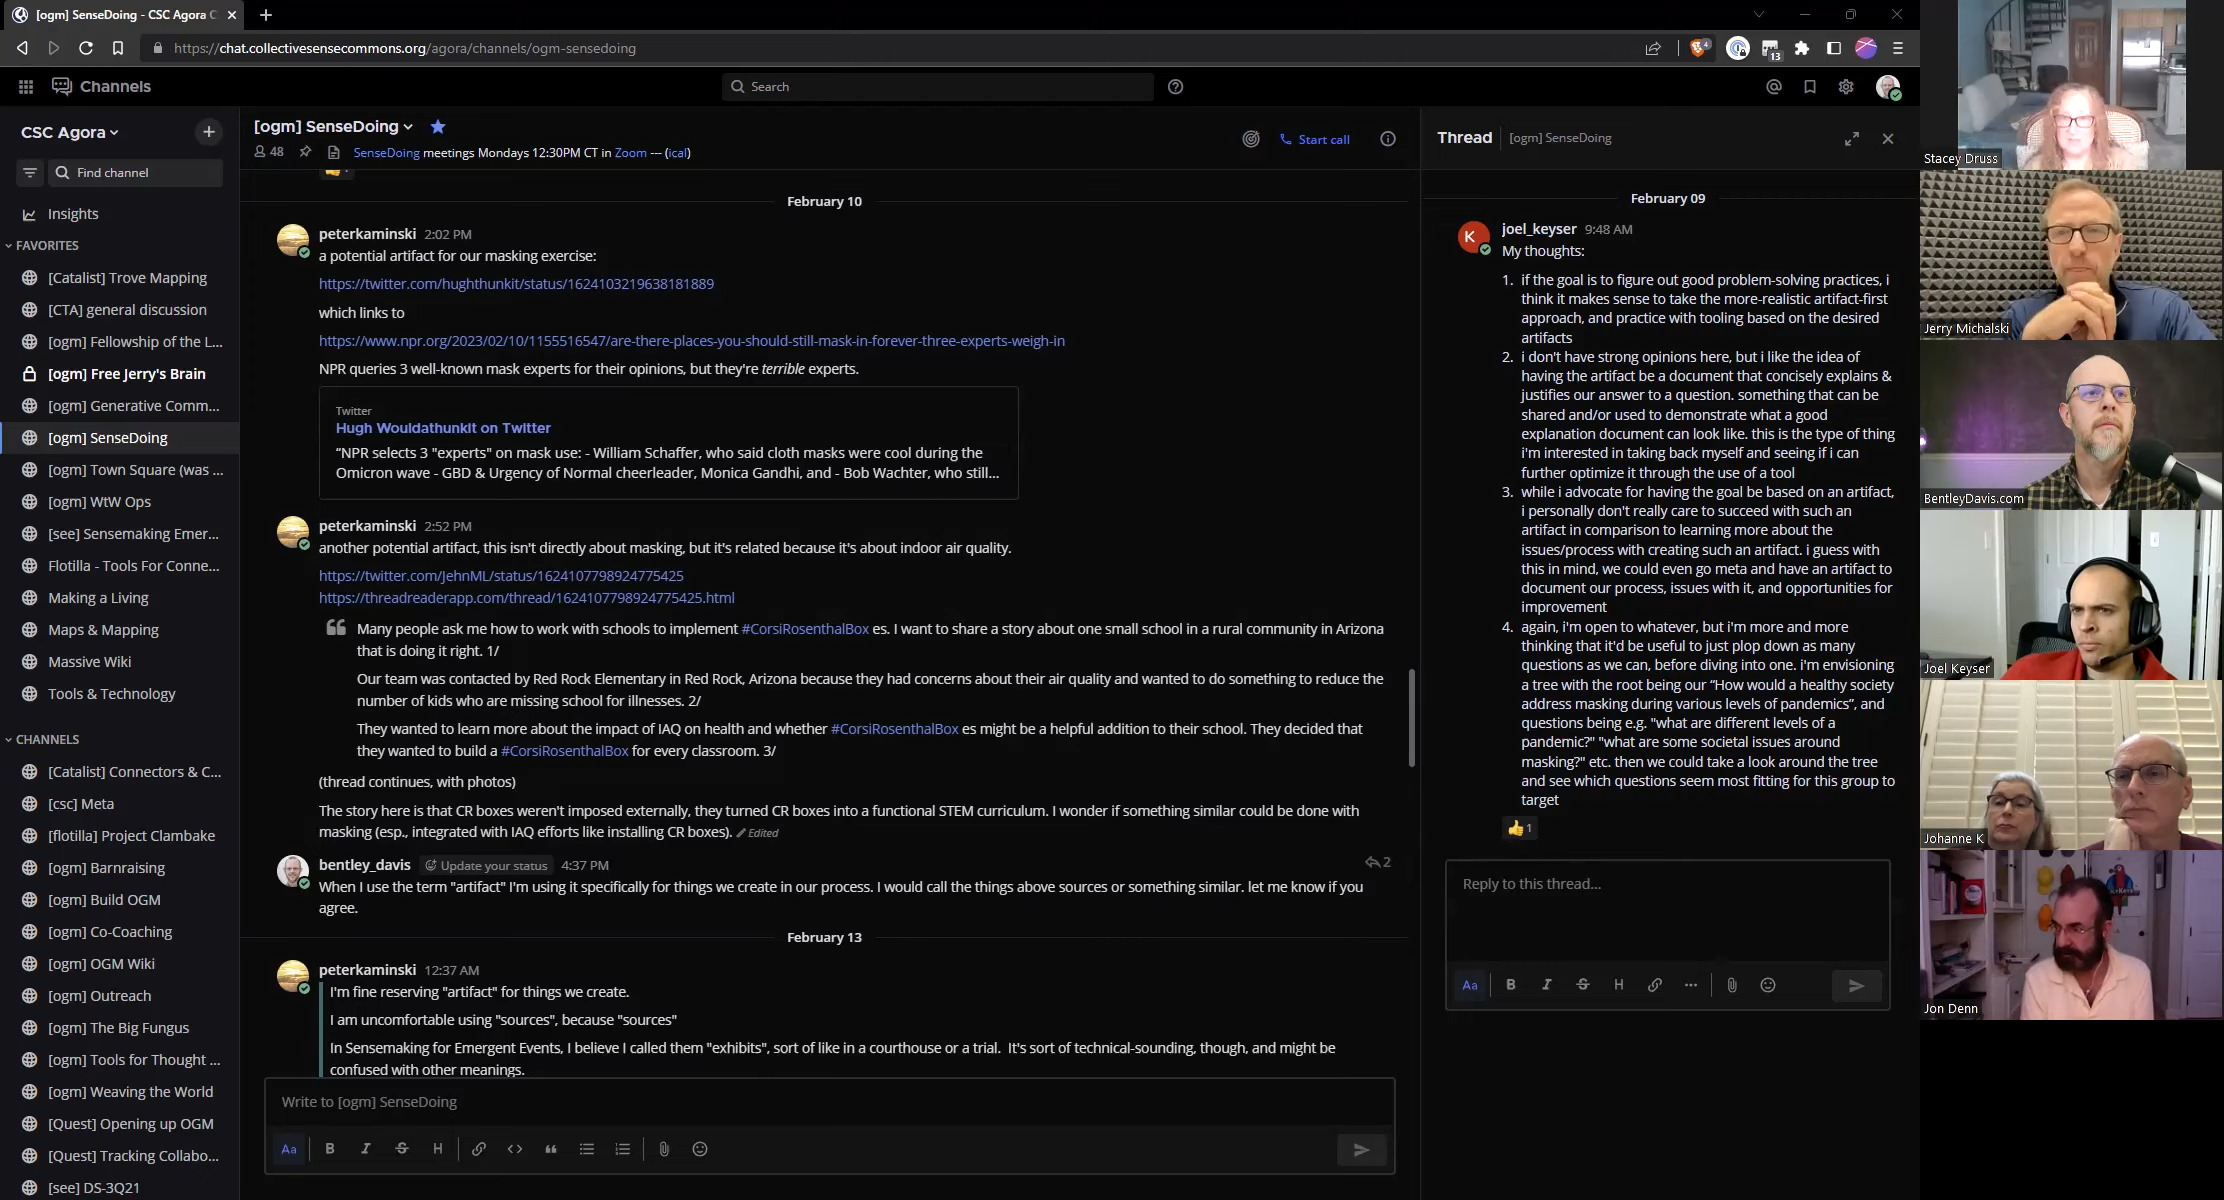 [ogm] SenseDoing - CSC Agora C
https://chat.collectivesensecommons.org/agora/channels/ogm-sensedoing
4
13
Channels
Search
CSC Agora
Find channel
Insights
FAVORITES
[Catalist] Trove Mapping
[CTA] general discussion
[ogm] Fellowship of the L...
[ogm] Free Jerry's Brain
[ogm] Generative Comm...
[ogm] SenseDoing
[ogm] Town Square (was ...
[ogm] WtW Ops
[see] Sensemaking Emer...
Flotilla - Tools For Conne...
Making a Living
Maps & Mapping
Massive Wiki
Tools & Technology
CHANNELS
[Catalist] Connectors & C...
[csc] Meta
[flotilla] Project Clambake
[ogm] Barnraising
[ogm] Build OGM
[ogm] Co-Coaching
[ogm] OGM Wiki
[ogm] Outreach
[ogm] The Big Fungus
[ogm] Tools for Thought ...
[ogm] Weaving the World
[Quest] Opening up OGM
[Quest] Tracking Collabo...
[see] DS-3Q21
[ogm] SenseDoing
48
SenseDoing meetings Mondays 12:30PM CT in Zoom --- (ical)
Start call
February 10
peterkaminski 2:02 PM
a potential artifact for our masking exercise:
https://twitter.com/hughthunkit/status/1624103219638181889
which links to
https://www.npr.org/2023/02/10/1155516547/are-there-places-you-should-still-mask-in-forever-three-experts-weigh-in
NPR queries 3 well-known mask experts for their opinions, but they're terrible experts.
Twitter
Hugh Wouldathunkit on Twitter
“NPR selects 3 "experts" on mask use: - William Schaffer, who said cloth masks were cool during the
Omicron wave - GBD & Urgency of Normal cheerleader, Monica Gandhi, and - Bob Wachter, who still...
peterkaminski 2:52 PM
another potential artifact, this isn't directly about masking, but it's related because it's about indoor air quality.
https://twitter.com/JehnML/status/1624107798924775425
https://threadreaderapp.com/thread/1624107798924775425.html
Many people ask me how to work with schools to implement #CorsiRosenthalBox es. I want to share a story about one small school in a rural community in Arizona
that is doing it right. 1/
Our team was contacted by Red Rock Elementary in Red Rock, Arizona because they had concerns about their air quality and wanted to do something to reduce the
number of kids who are missing school for illnesses. 2/
They wanted to learn more about the impact of IAQ on health and whether #CorsiRosenthalBox es might be a helpful addition to their school. They decided that
they wanted to build a #CorsiRosenthalBox for every classroom. 3/
(thread continues, with photos)
The story here is that CR boxes weren't imposed externally, they turned CR boxes into a functional STEM curriculum. I wonder if something similar could be done with
masking (esp., integrated with IAQ efforts like installing CR boxes). Edited
bentley_davis Update your status 4:37 PM
2
When I use the term "artifact" I'm using it specifically for things we create in our process. I would call the things above sources or something similar. let me know if you
agree.
February 13
peterkaminski 12:37 AM
I'm fine reserving "artifact" for things we create.
I am uncomfortable using "sources", because "sources"
In Sensemaking for Emergent Events, I believe I called them "exhibits", sort of like in a courthouse or a trial. It's sort of technical-sounding, though, and might be
confused with other meanings.
Write to [ogm] SenseDoing
Aa B I S H
Thread [ogm] SenseDoing
February 09
K
joel_keyser 9:48 AM
My thoughts:
1. if the goal is to figure out good problem-solving practices, i
think it makes sense to take the more-realistic artifact-first
approach, and practice with tooling based on the desired
artifacts
2. i don't have strong opinions here, but i like the idea of
having the artifact be a document that concisely explains &
justifies our answer to a question. something that can be
shared and/or used to demonstrate what a good
explanation document can look like. this is the type of thing
i'm interested in taking back myself and seeing if i can
further optimize it through the use of a tool
3. while i advocate for having the goal be based on an artifact,
i personally don't really care to succeed with such an
artifact in comparison to learning more about the
issues/process with creating such an artifact. i guess with
this in mind, we could even go meta and have an artifact to
document our process, issues with it, and opportunities for
improvement
4. again, i'm open to whatever, but i'm more and more
thinking that it'd be useful to just plop down as many
questions as we can, before diving into one. i'm envisioning
a tree with the root being our “How would a healthy society
address masking during various levels of pandemics”, and
questions being e.g. "what are different levels of a
pandemic?" "what are some societal issues around
masking?" etc. then we could take a look around the tree
and see which questions seem most fitting for this group to
target
1
Reply to this thread...
Aa B I S H
Stacey Druss
Jerry Michalski
BentleyDavis.com
Joel Keyser
Johanne K
Jon Denn